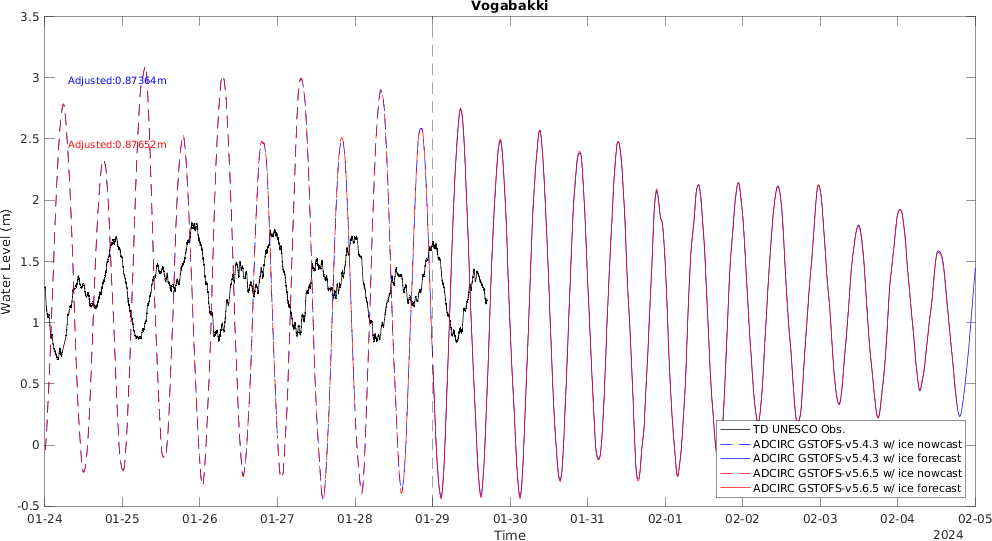 Vogabakki
3.5
3
2.5
2
1.5
1
0.5
0
-0.5
Water Level (m)
Adjusted:0.87364m
Adjusted:0.87652m
TD UNESCO Obs.
ADCIRC GSTOFS-v5.4.3 w/ ice nowcast
ADCIRC GSTOFS-v5.4.3 w/ ice forecast
ADCIRC GSTOFS-v5.6.5 w/ ice nowcast
ADCIRC GSTOFS-v5.6.5 w/ ice forecast
01-24 01-25 01-26 01-27 01-28 01-29 01-30 01-31 02-01 02-02 02-03 02-04 02-05
Time
2024